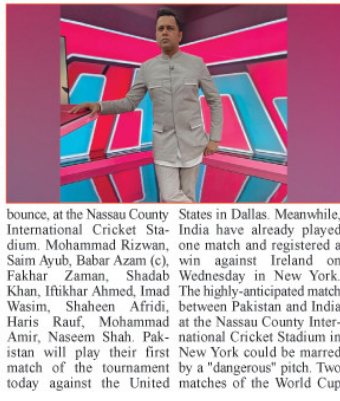 bounce, at the Nassau County
International Cricket Sta-
dium. Mohammad Rizwan,
Saim Ayub, Babar Azam (c),
Fakhar Zaman, Shadab
Khan, Iftikhar Ahmed, Imad
Wasim, Shaheen Afridi,
Haris Rauf, Mohammad
Amir, Naseem Shah. Pak-
istan will play their first
match of the tournament
today against the United
States in Dallas. Meanwhile,
India have already played
one match and registered a
win against Ireland on
Wednesday in New York.
The highly-anticipated match
between Pakistan and India
at the Nassau County Inter-
national Cricket Stadium in
New York could be marred
by a "dangerous" pitch. Two
matches of the World Cup